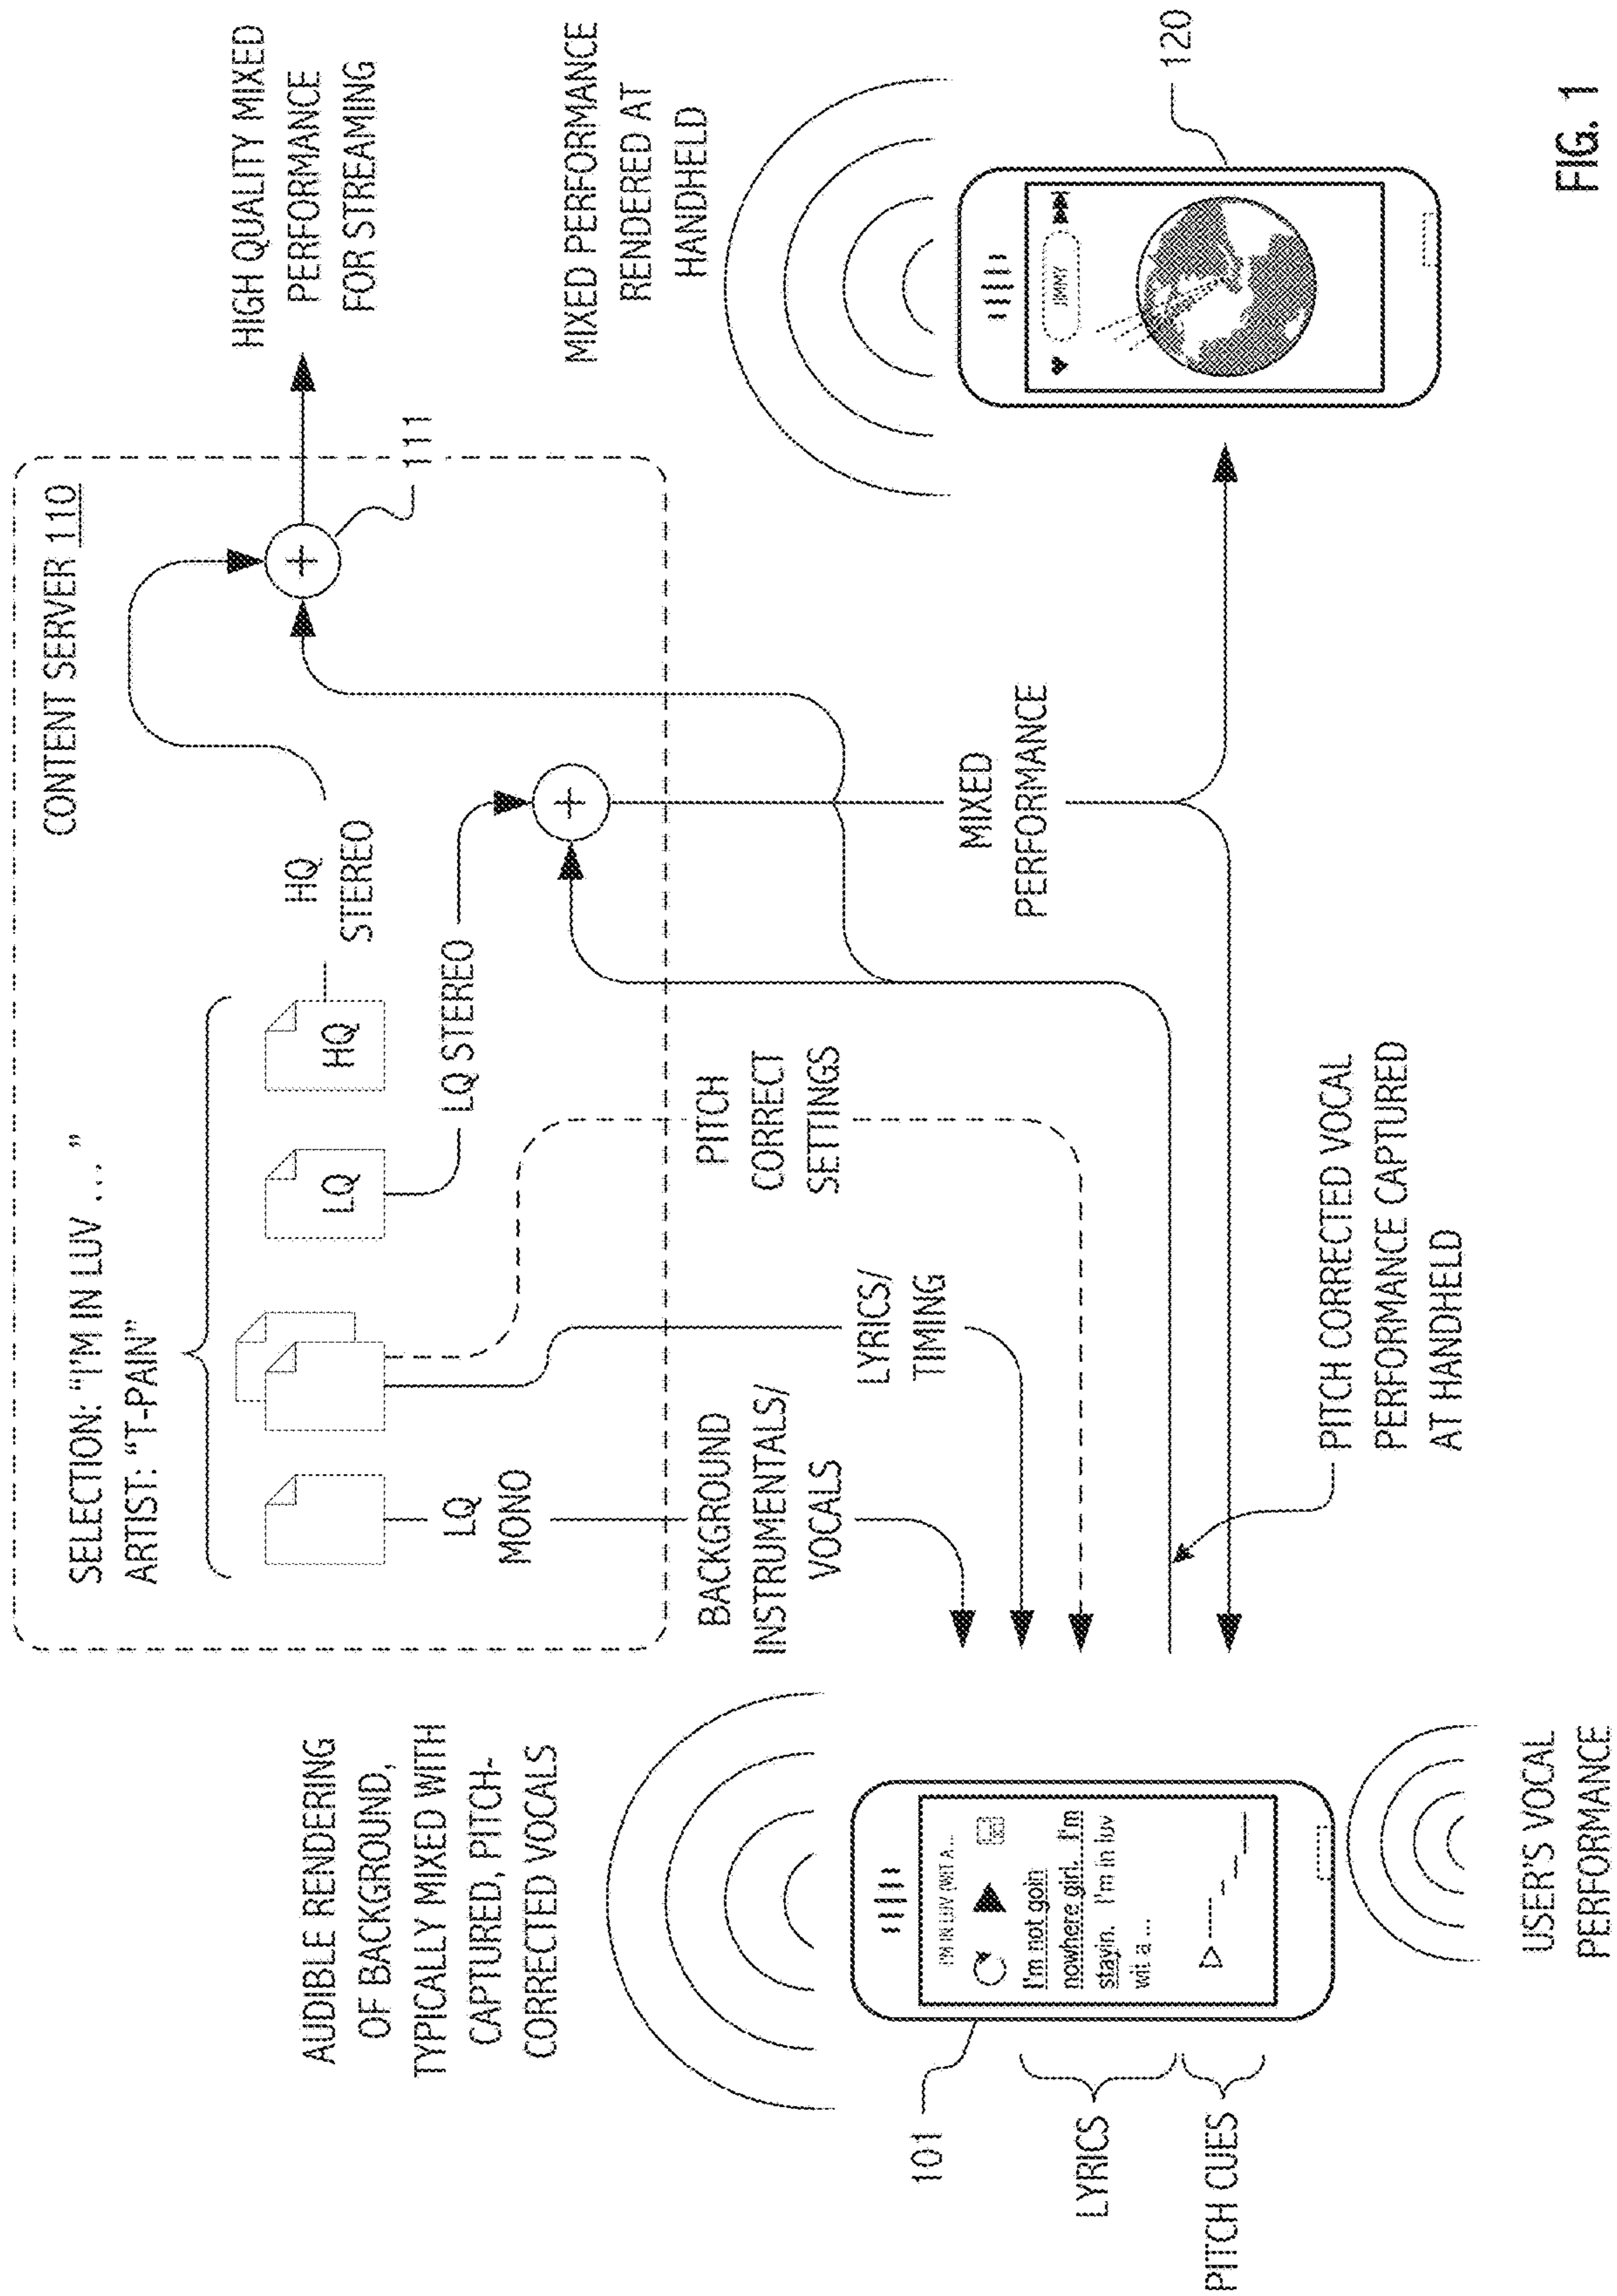 CONTENT SERVER 110
SELECTION: "I'M IN LUV ... "
ARTIST: "T-PAIN"
HQ
STEREO
HQ
LQ
LQ STEREO
LQ
MONO
111
HIGH QUALITY MIXED
PERFORMANCE
FOR STREAMING
AUDIBLE RENDERING
OF BACKGROUND,
TYPICALLY MIXED WITH
CAPTURED, PITCH-
CORRECTED VOCALS
BACKGROUND
INSTRUMENTALS/
VOCALS
LYRICS/
TIMING
PITCH
CORRECT
SETTINGS
MIXED
PERFORMANCE
MIXED PERFORMANCE
RENDERED AT
HANDHELD
120
JIMMY
101
I'M IN LUV (WIT A...
I'm not goin
nowhere girl. I'm
stayin. I'm in luv
wit a ...
LYRICS
PITCH CUES
PITCH CORRECTED VOCAL
PERFORMANCE CAPTURED
AT HANDHELD
USER'S VOCAL
PERFORMANCE
FIG. 1